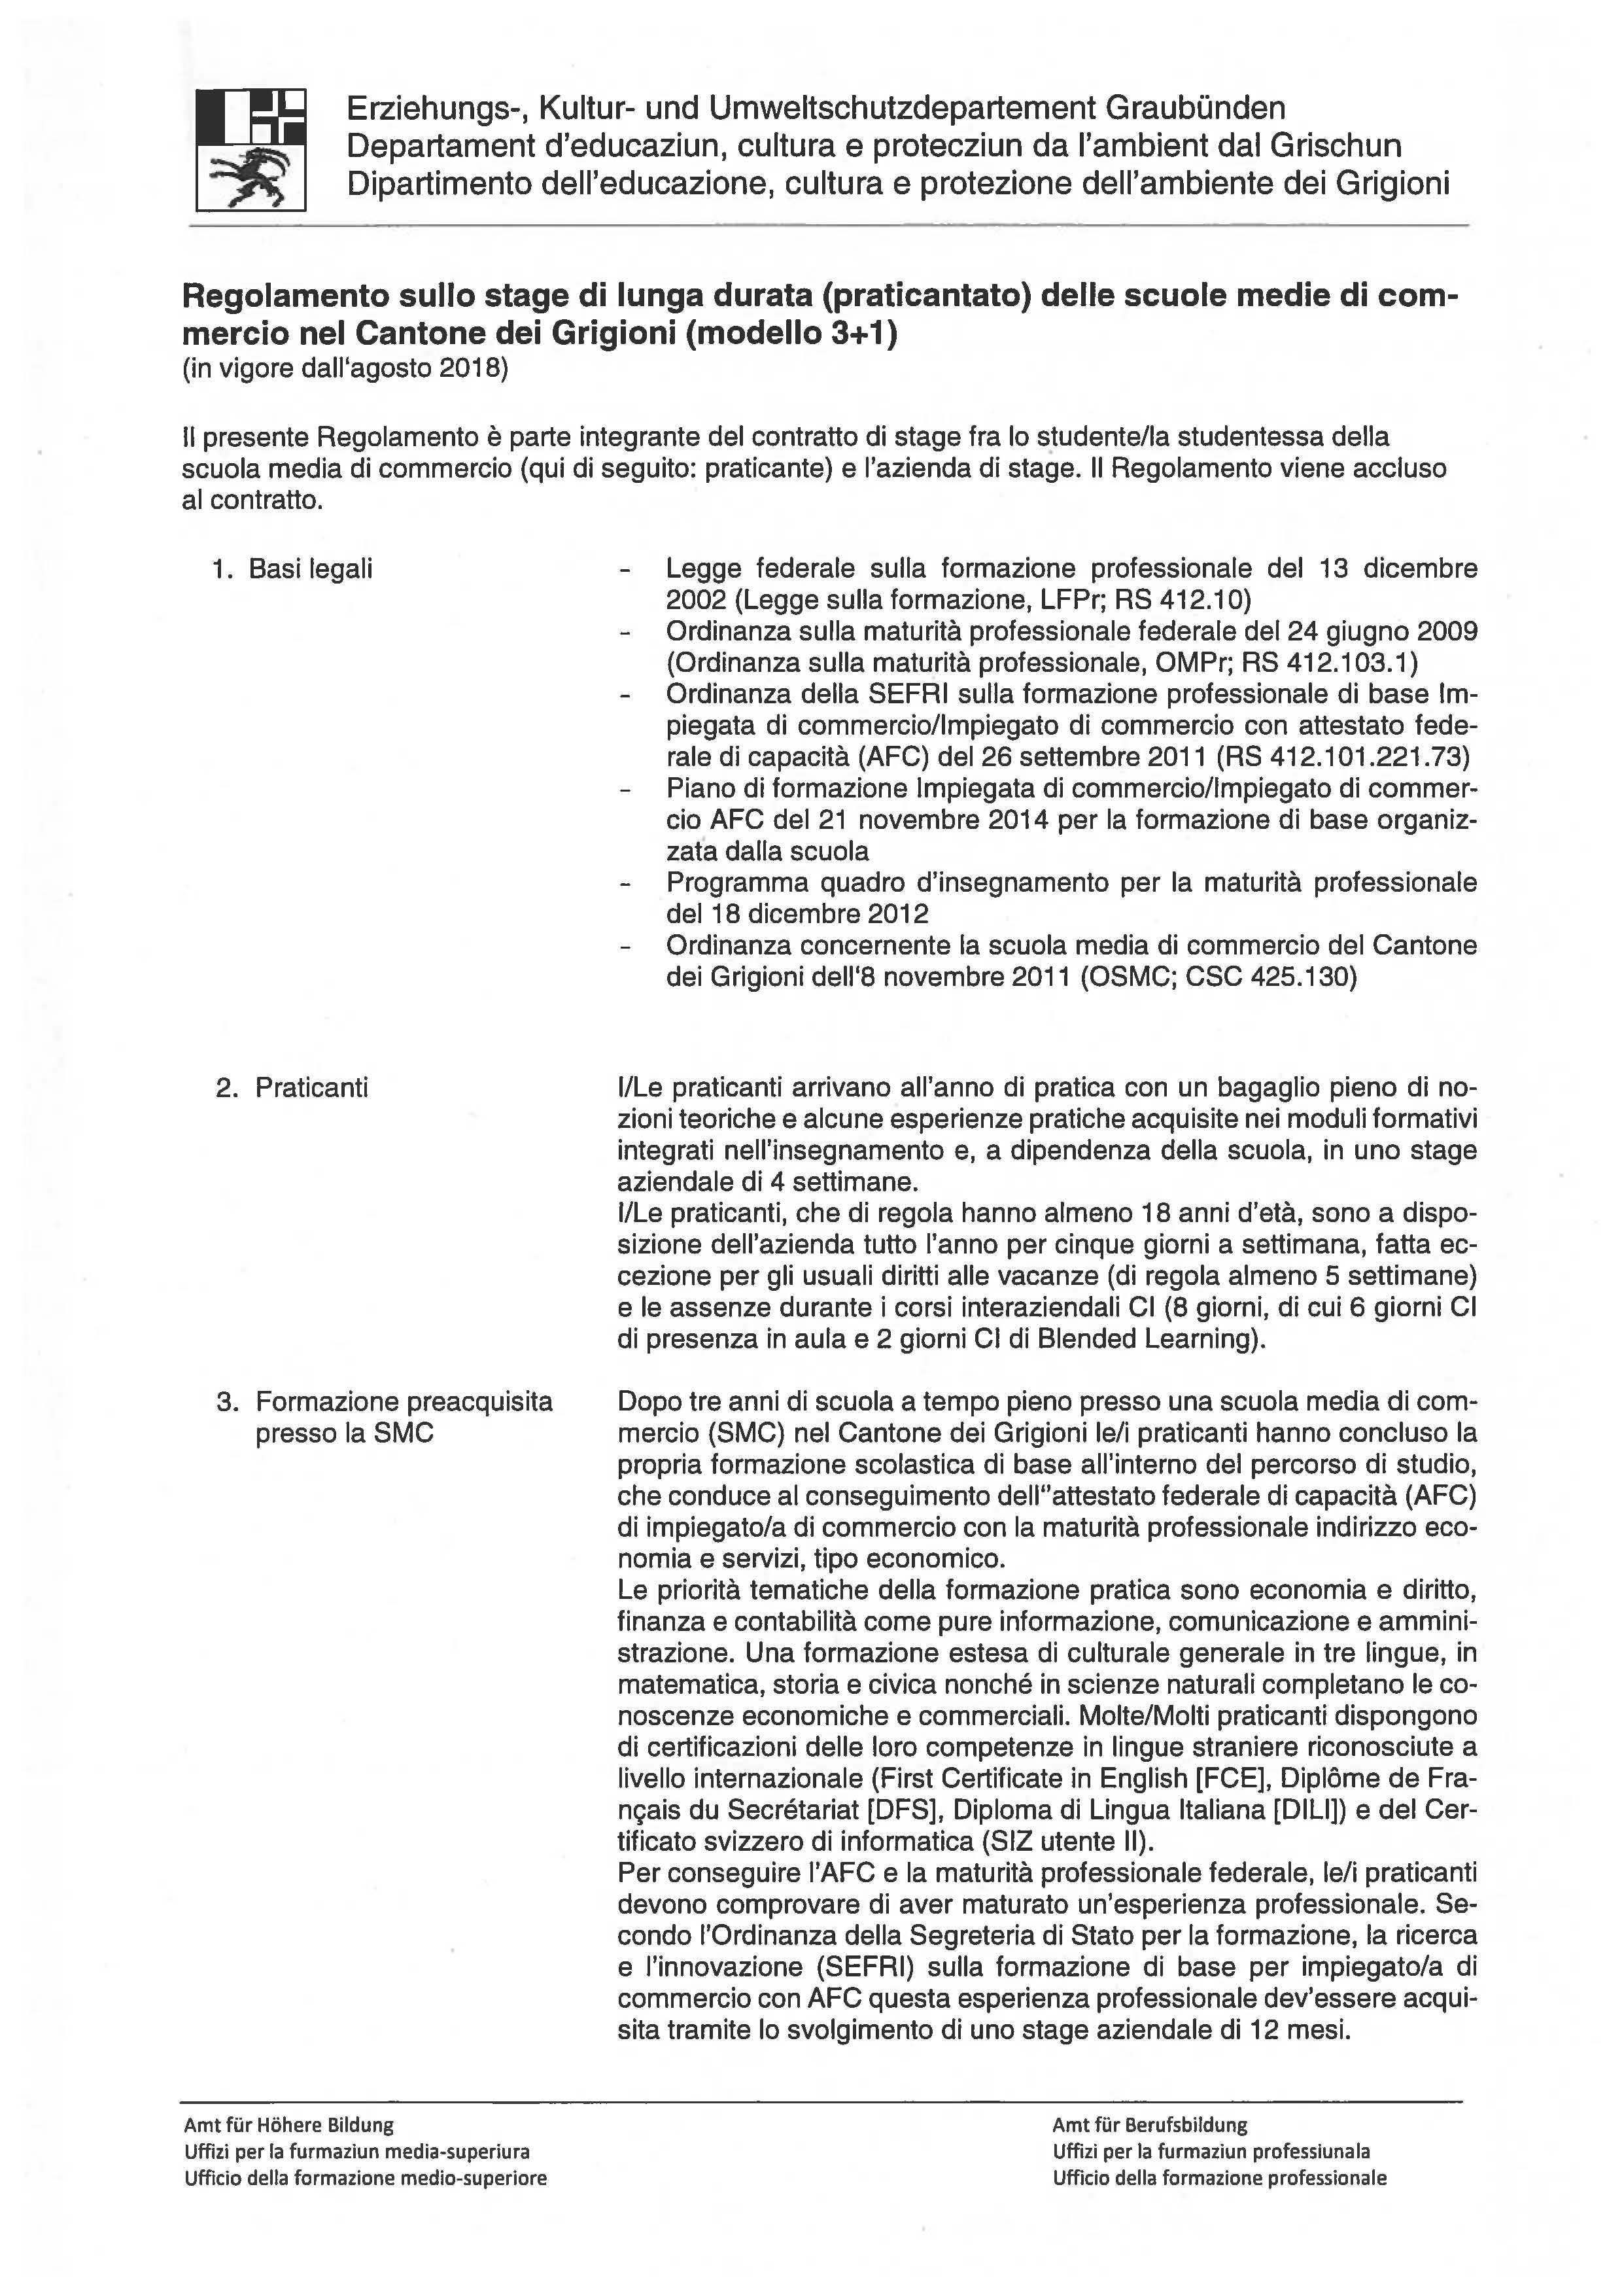 Erziehungs-, Kultur- und Umweltschutzdepartement Graubünden
Departament d'educaziun, cultura e protecziun da l'ambient dal Grischun
Dipartimento dell'educazione, cultura e protezione dell'ambiente dei Grigioni
Regolamento sullo stage di lunga durata (praticantato) delle scuole medie di com-
mercio nel Cantone dei Grigioni (modello 3+1)
(in vigore dall'agosto 2018)
Il presente Regolamento è parte integrante del contratto di stage fra lo studente/la studentessa della
scuola media di commercio (qui di seguito: praticante) e l'azienda di stage. Il Regolamento viene accluso
al contratto.
1. Basi legali
- Legge federale sulla formazione professionale del 13 dicembre
2002 (Legge sulla formazione, LFPr; RS 412.10)
- Ordinanza sulla maturità professionale federale del 24 giugno 2009
(Ordinanza sulla maturità professionale, OMPr; RS 412.103.1)
- Ordinanza della SEFRI sulla formazione professionale di base Im-
piegata di commercio/Impiegato di commercio con attestato fede-
rale di capacità (AFC) del 26 settembre 2011 (RS 412.101.221.73)
- Piano di formazione Impiegata di commercio/Impiegato di commer-
cio AFC del 21 novembre 2014 per la formazione di base organiz-
zata dalla scuola
- Programma quadro d'insegnamento per la maturità professionale
del 18 dicembre 2012
- Ordinanza concernente la scuola media di commercio del Cantone
dei Grigioni dell'8 novembre 2011 (OSMC; CSC 425.130)
2. Praticanti
I/Le praticanti arrivano all'anno di pratica con un bagaglio pieno di no-
zioni teoriche e alcune esperienze pratiche acquisite nei moduli formativi
integrati nell'insegnamento e, a dipendenza della scuola, in uno stage
aziendale di 4 settimane.
I/Le praticanti, che di regola hanno almeno 18 anni d'età, sono a dispo-
sizione dell'azienda tutto l'anno per cinque giorni a settimana, fatta ec-
cezione per gli usuali diritti alle vacanze (di regola almeno 5 settimane)
e le assenze durante i corsi interaziendali CI (8 giorni, di cui 6 giorni CI
di presenza in aula e 2 giorni CI di Blended Learning).
3. Formazione preacquisita
presso la SMC
Dopo tre anni di scuola a tempo pieno presso una scuola media di com-
mercio (SMC) nel Cantone dei Grigioni le/i praticanti hanno concluso la
propria formazione scolastica di base all'interno del percorso di studio,
che conduce al conseguimento dell''attestato federale di capacità (AFC)
di impiegato/a di commercio con la maturità professionale indirizzo eco-
nomia e servizi, tipo economico.
Le priorità tematiche della formazione pratica sono economia e diritto,
finanza e contabilità come pure informazione, comunicazione e ammini-
strazione. Una formazione estesa di culturale generale in tre lingue, in
matematica, storia e civica nonché in scienze naturali completano le co-
noscenze economiche e commerciali. Molte/Molti praticanti dispongono
di certificazioni delle loro competenze in lingue straniere riconosciute a
livello internazionale (First Certificate in English [FCE], Diplôme de Fra-
nçais du Secrétariat [DFS], Diploma di Lingua Italiana [DILI]) e del Cer-
tificato svizzero di informatica (SIZ utente II).
Per conseguire l'AFC e la maturità professionale federale, le/i praticanti
devono comprovare di aver maturato un'esperienza professionale. Se-
condo l'Ordinanza della Segreteria di Stato per la formazione, la ricerca
e l'innovazione (SEFRI) sulla formazione di base per impiegato/a di
commercio con AFC questa esperienza professionale dev'essere acqui-
sita tramite lo svolgimento di uno stage aziendale di 12 mesi.
Amt für Höhere Bildung
Uffizi per la furmaziun media-superiura
Ufficio della formazione medio-superiore
Amt für Berufsbildung
Uffizi per la furmaziun professiunala
Ufficio della formazione professionale